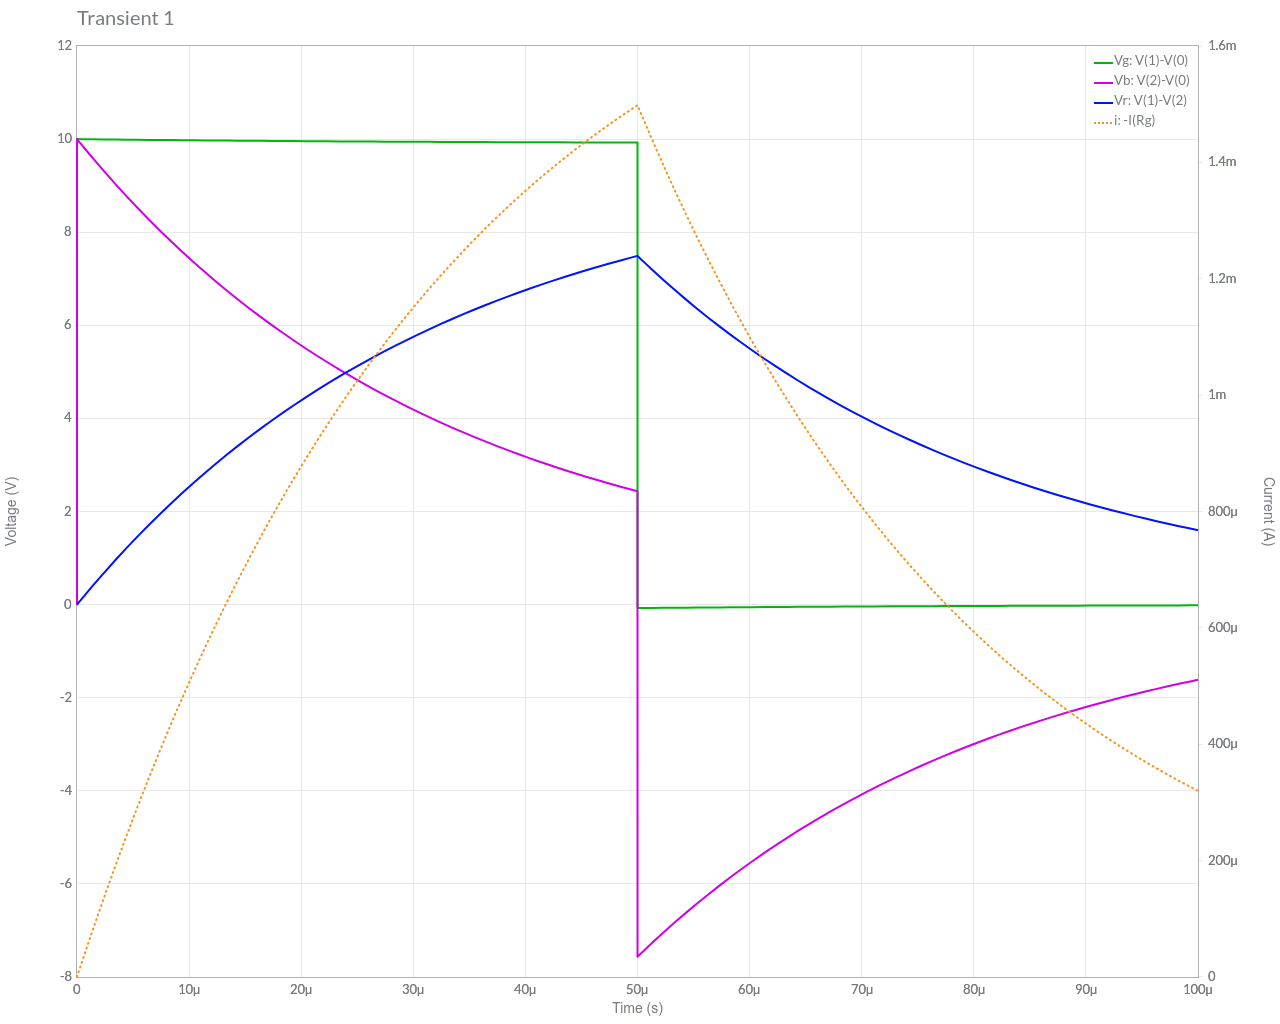 Transient 1
12
10
8
6
4
2
0
-2
-4
-6
-8
Voltage (V)
Vg: V(1)-V(0)
Vb: V(2)-V(0)
Vr: V(1)-V(2)
i: -I(Rg)
1.6m
1.4m
1.2m
1m
800µ
600µ
400µ
200µ
0
Current (A)
0 10µ 20µ 30µ 40µ 50µ 60µ 70µ 80µ 90µ 100µ
Time (s)